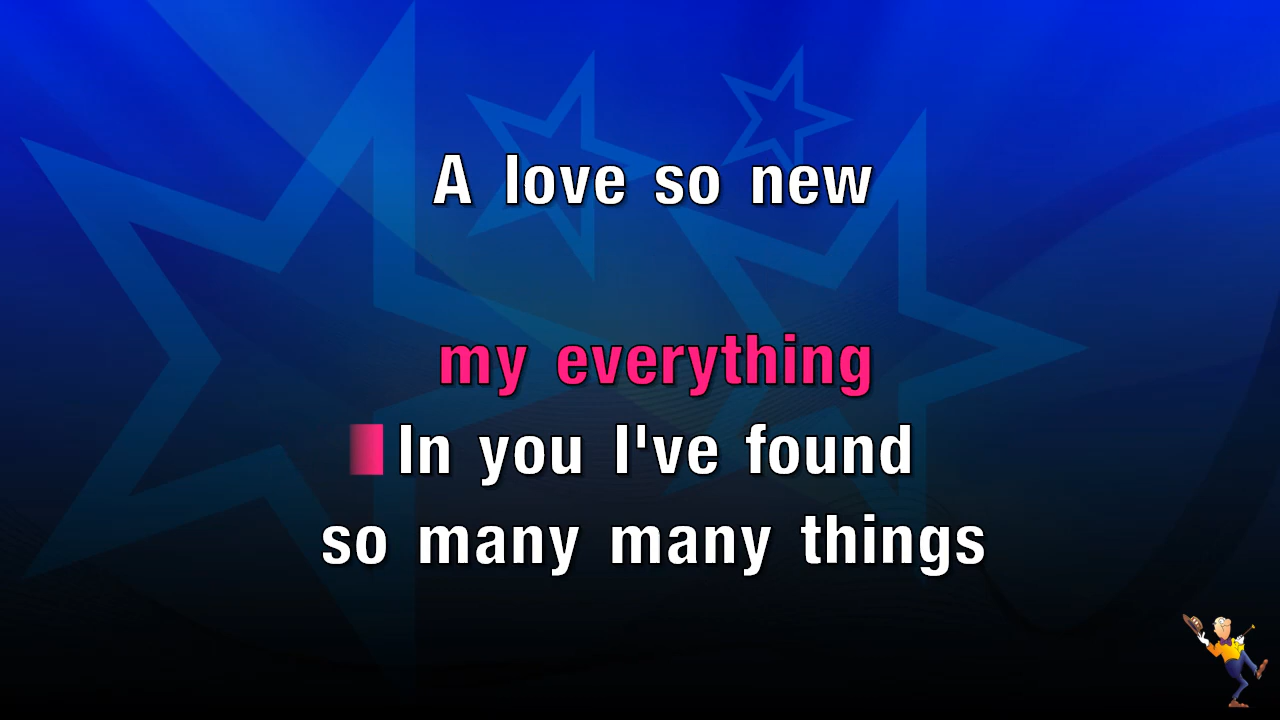 A love so new
my everything
In you I've found
so many many things